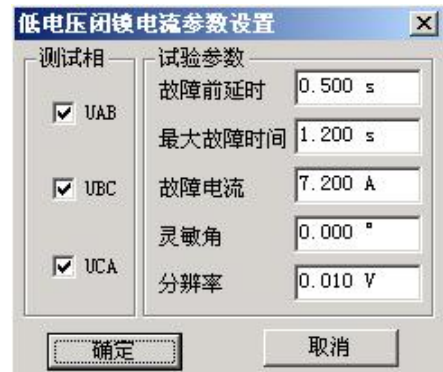 低电压闭锁电流参数设置
测试相
UAB
UBC
UCA
试验参数
故障前延时 0.500 s
最大故障时间 1.200 s
故障电流 7.200 A
灵敏角 0.000 °
分辨率 0.010 V
确定 取消